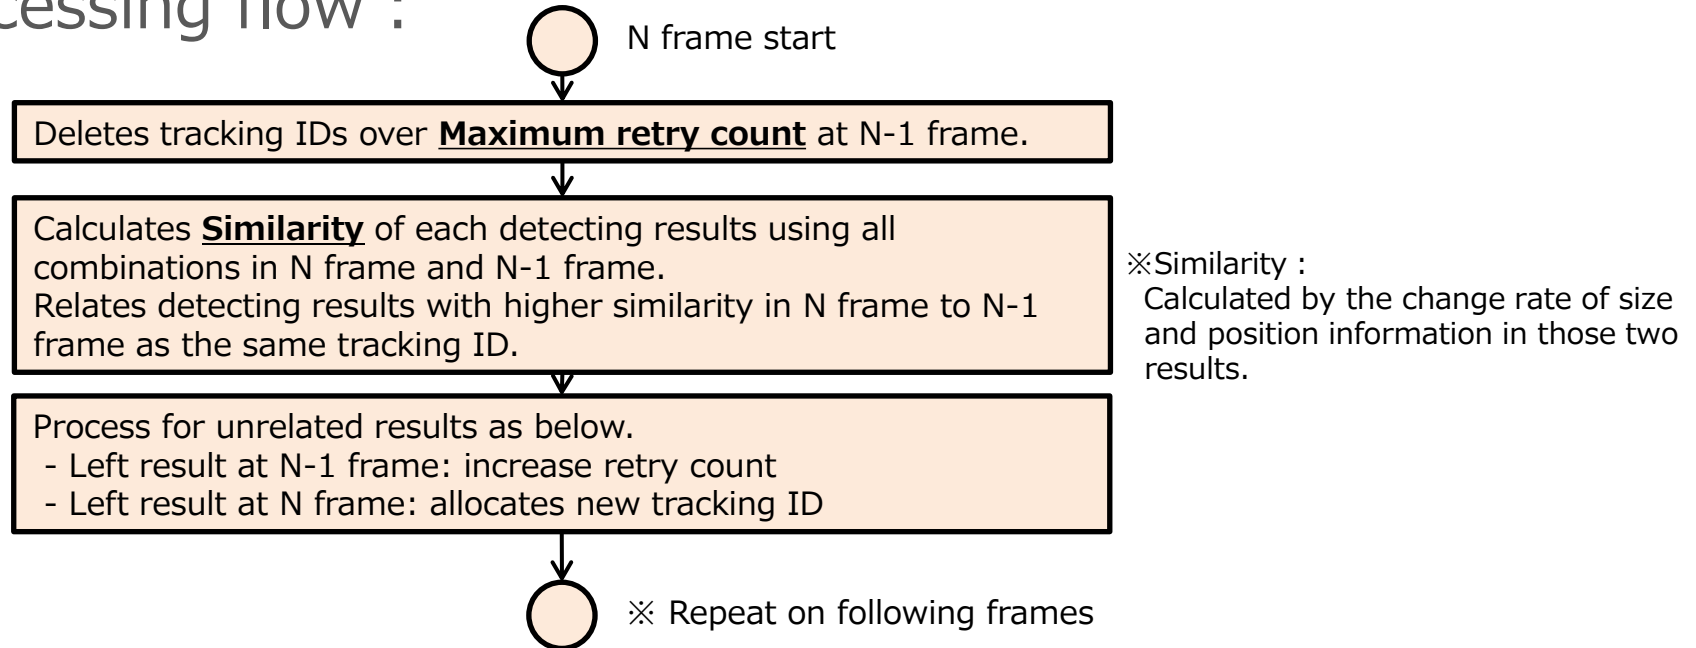 flow :
N frame start
Deletes tracking IDs over Maximum retry count at N-1 frame.
Calculates Similarity of each detecting results using all
combinations in N frame and N-1 frame.
Relates detecting results with higher similarity in N frame to N-1
frame as the same tracking ID.
※Similarity :
Calculated by the change rate of size
and position information in those two
results.
Process for unrelated results as below.
- Left result at N-1 frame: increase retry count
- Left result at N frame: allocates new tracking ID
※ Repeat on following frames